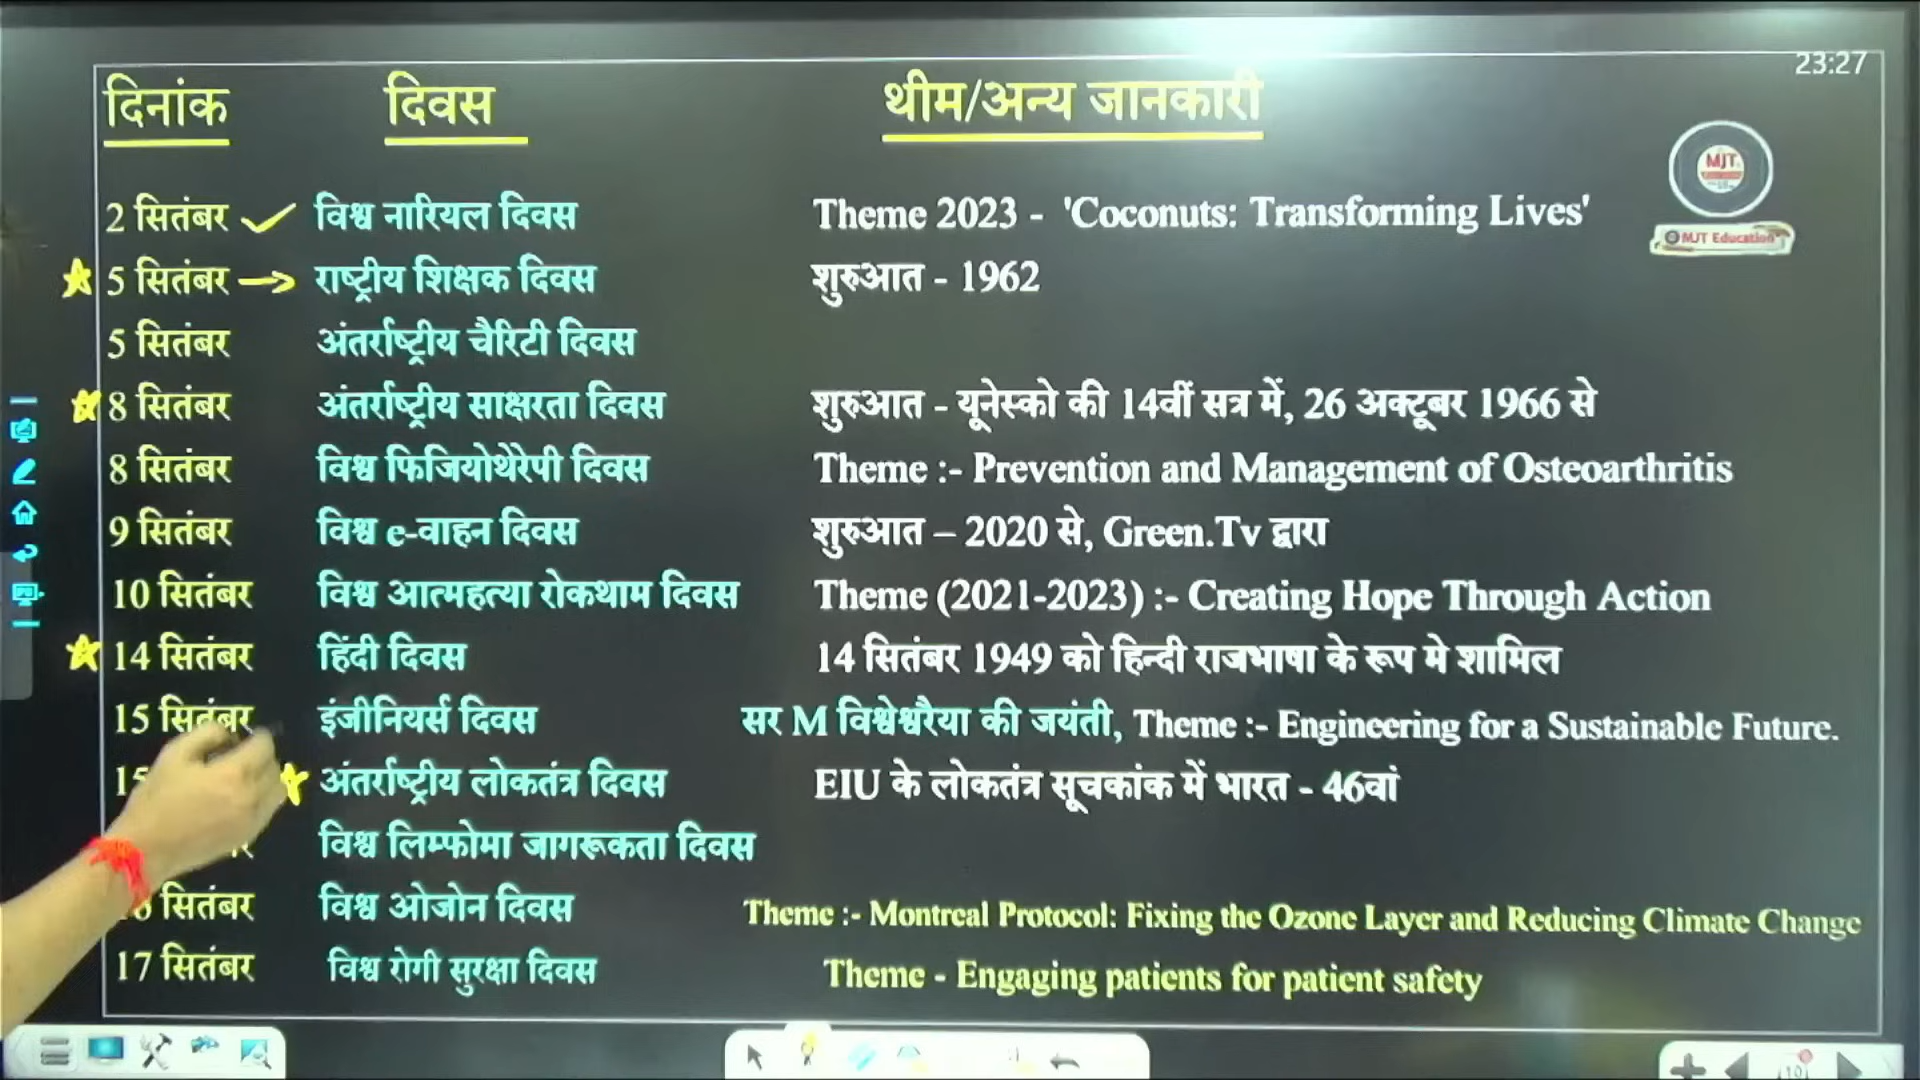 23:27
दिनांक दिवस थीम/अन्य जानकारी
MJT
MJT Education
2 सितंबर विश्व नारियल दिवस Theme 2023 - 'Coconuts: Transforming Lives'
5 सितंबर राष्ट्रीय शिक्षक दिवस शुरुआत - 1962
5 सितंबर अंतर्राष्ट्रीय चैरिटी दिवस
8 सितंबर अंतर्राष्ट्रीय साक्षरता दिवस शुरुआत - यूनेस्को की 14वीं सत्र में, 26 अक्टूबर 1966 से
8 सितंबर विश्व फिजियोथेरेपी दिवस Theme :- Prevention and Management of Osteoarthritis
9 सितंबर विश्व e-वाहन दिवस शुरुआत – 2020 से, Green.Tv द्वारा
10 सितंबर विश्व आत्महत्या रोकथाम दिवस Theme (2021-2023) :- Creating Hope Through Action
14 सितंबर हिंदी दिवस 14 सितंबर 1949 को हिन्दी राजभाषा के रूप मे शामिल
15 सितंबर इंजीनियर्स दिवस सर M विश्वेश्वरैया की जयंती, Theme :- Engineering for a Sustainable Future.
अंतर्राष्ट्रीय लोकतंत्र दिवस EIU के लोकतंत्र सूचकांक में भारत - 46वां
विश्व लिम्फोमा जागरूकता दिवस
सितंबर विश्व ओजोन दिवस Theme :- Montreal Protocol: Fixing the Ozone Layer and Reducing Climate Change
17 सितंबर विश्व रोगी सुरक्षा दिवस Theme - Engaging patients for patient safety
10